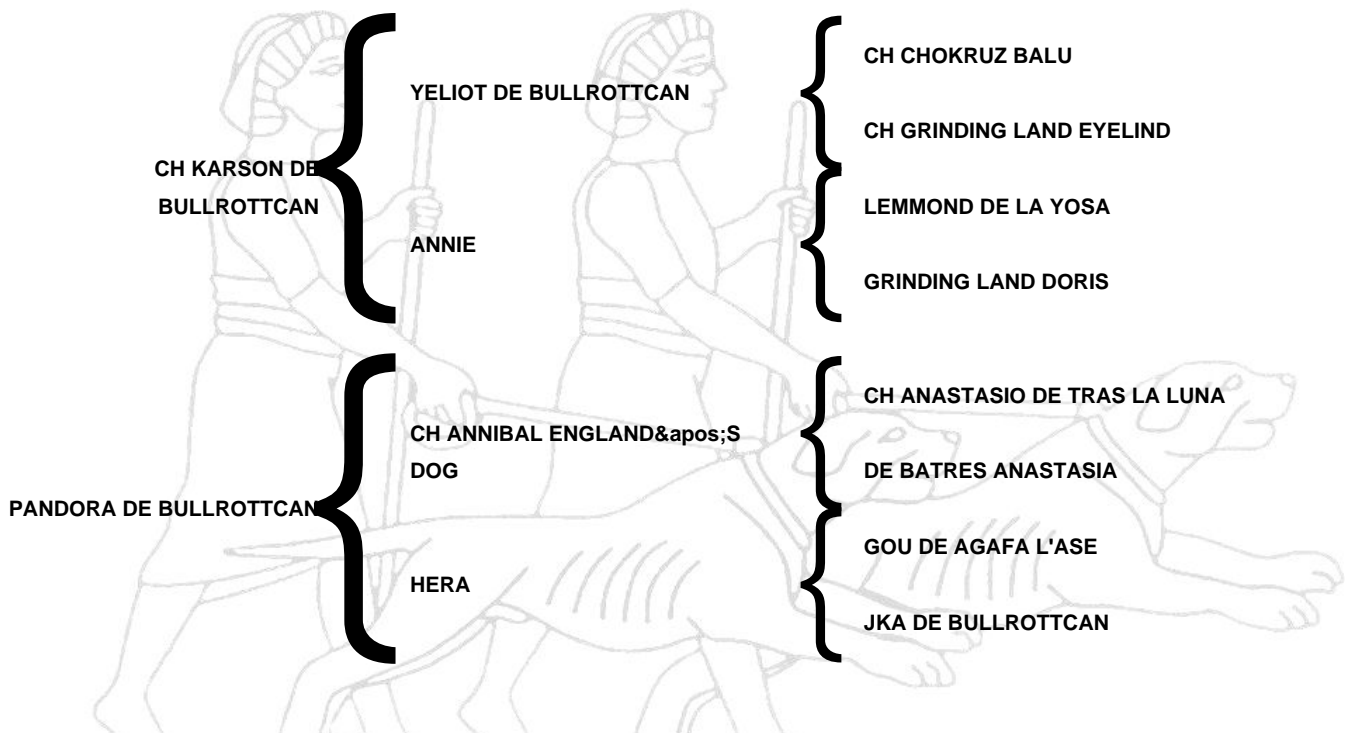 CH KARSON DE
BULLROTTCAN
YELIOT DE BULLROTTCAN
CH CHOKRUZ BALU
CH GRINDING LAND EYELIND
ANNIE
LEMMOND DE LA YOSA
GRINDING LAND DORIS
PANDORA DE BULLROTTCAN
CH ANNIBAL ENGLAND&apos;S
DOG
CH ANASTASIO DE TRAS LA LUNA
DE BATRES ANASTASIA
HERA
GOU DE AGAFA L'ASE
JKA DE BULLROTTCAN